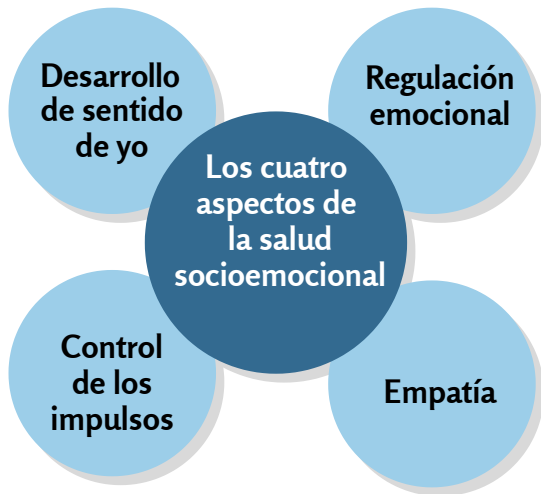 Desarrollo
de sentido
de yo
Regulación
emocional
Los cuatro
aspectos de
la salud
socioemocional
Control
de los
impulsos
Empatía